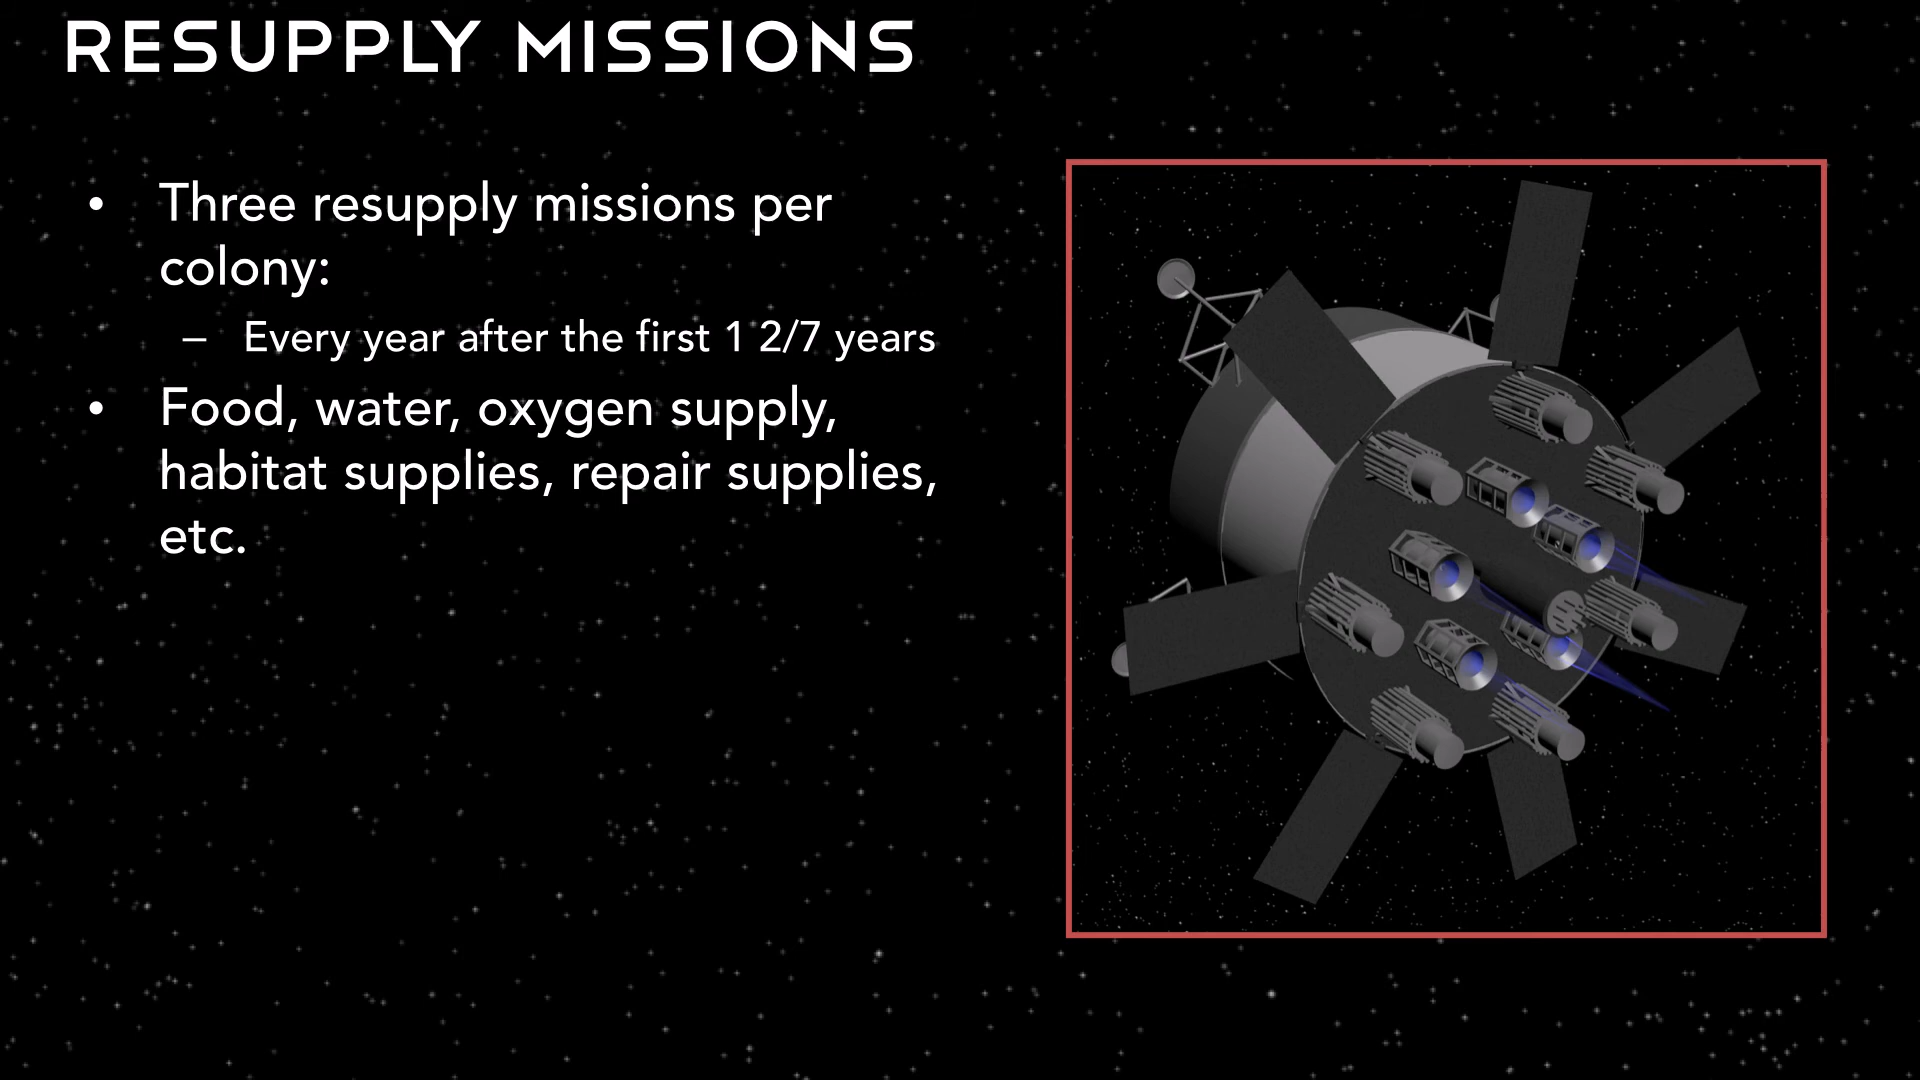 RESUPPLY MISSIONS
• Three resupply missions per
colony:
– Every year after the first 1 2/7 years
• Food, water, oxygen supply,
habitat supplies, repair supplies,
etc.